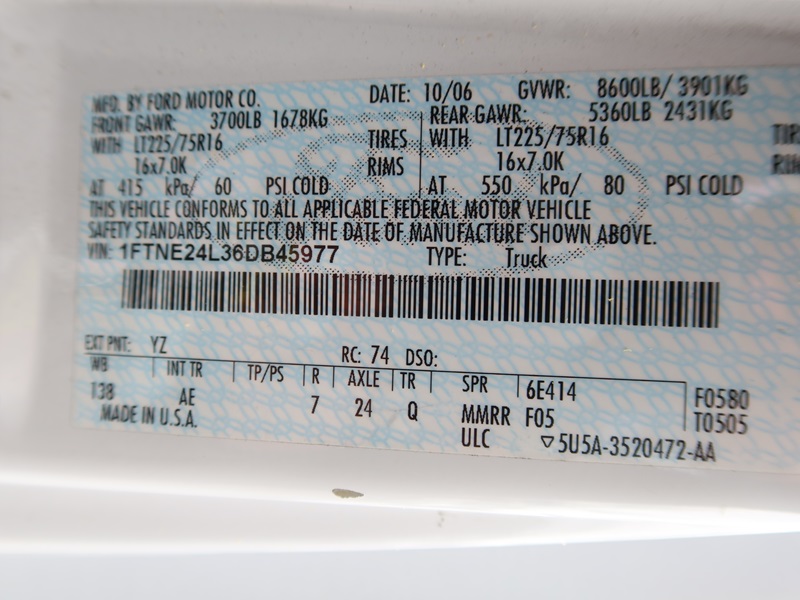 MFD. BY FORD MOTOR CO. DATE: 10/06 GVWR: 8600LB/ 3901KG
FRONT GAWR: 3700LB 1678KG REAR GAWR: 5360LB 2431KG
WITH LT225/75R16 TIRES WITH LT225/75R16 TIR
16x7.0K RIMS 16x7.0K RIM
AT 415 kPa/ 60 PSI COLD AT 550 kPa/ 80 PSI COLD
THIS VEHICLE CONFORMS TO ALL APPLICABLE FEDERAL MOTOR VEHICLE
SAFETY STANDARDS IN EFFECT ON THE DATE OF MANUFACTURE SHOWN ABOVE.
VIN: 1FTNE24L36DB45977 TYPE: Truck
EXT PNT: YZ RC: 74 DSO:
WB INT TR TP/PS R AXLE TR SPR 6E414 F0580
138 AE 7 24 Q MMRR F05 T0505
MADE IN U.S.A. ULC ▽5U5A-3520472-AA